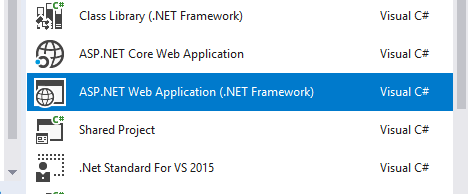 C#
Class Library (.NET Framework) Visual C#
ASP.NET Core Web Application Visual C#
ASP.NET Web Application (.NET Framework) Visual C#
C#
Shared Project Visual C#
.Net Standard For VS 2015 Visual C#
C#